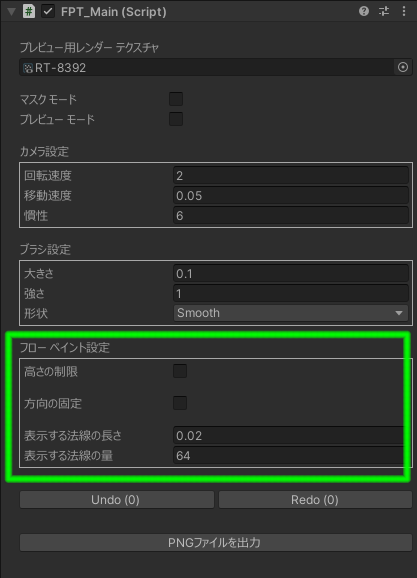 FPT_Main (Script)
プレビュー用レンダーテクスチャ
RT-8392
マスクモード
プレビューモード
カメラ設定
回転速度 2
移動速度 0.05
慣性 6
ブラシ設定
大きさ 0.1
強さ 1
形状 Smooth
フローペイント設定
高さの制限
方向の固定
表示する法線の長さ 0.02
表示する法線の量 64
Undo (0) Redo (0)
PNGファイルを出力